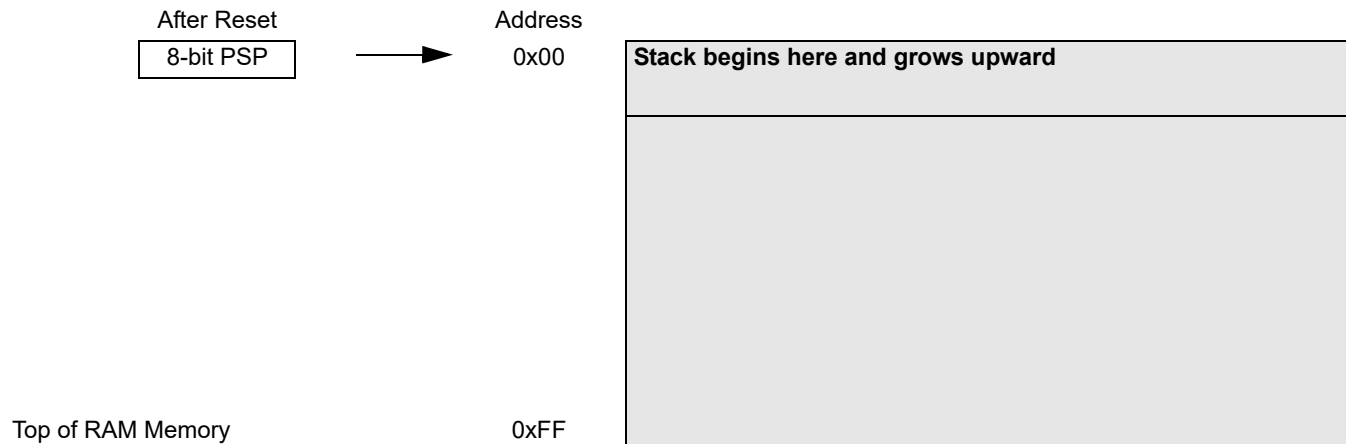 After Reset Address
8-bit PSP 0x00 Stack begins here and grows upward
Top of RAM Memory 0xFF